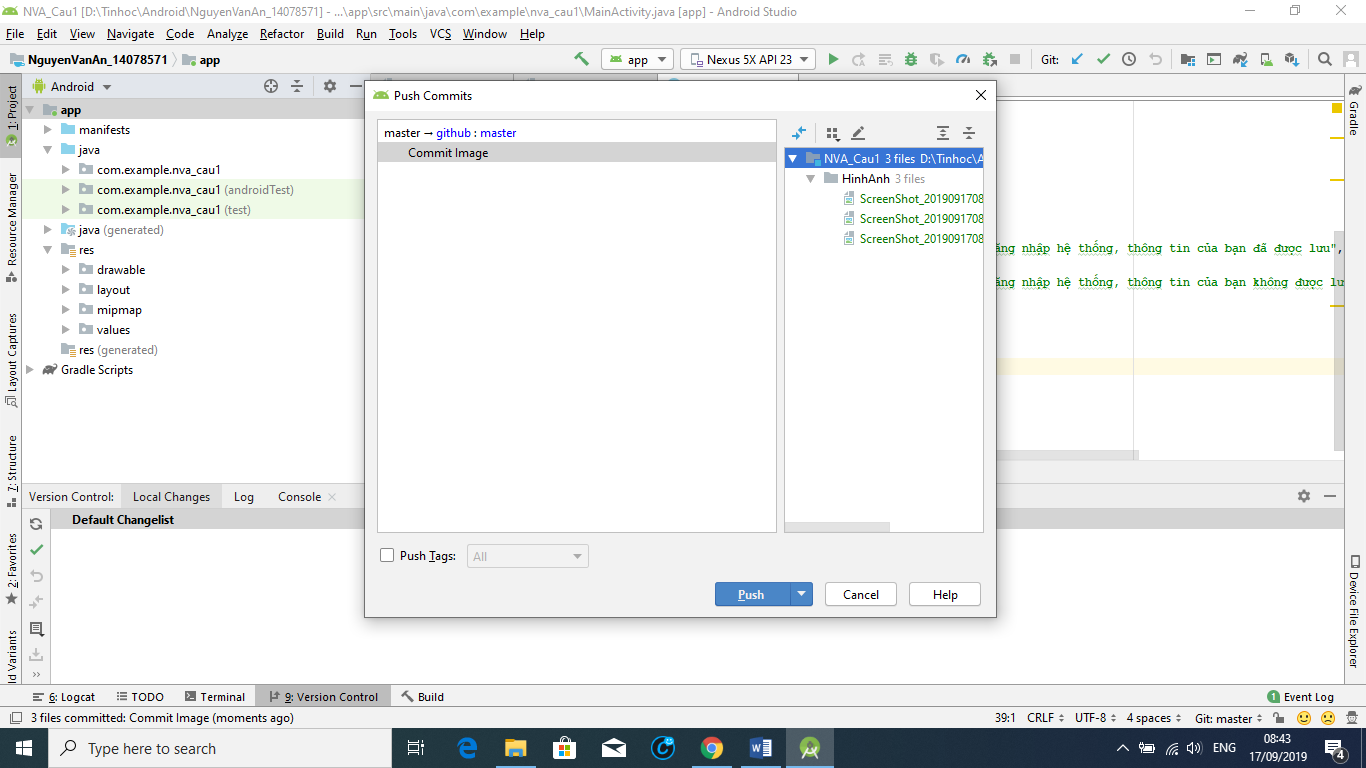 NVA_Cau1 [D:\Tinhoc\Android\NguyenVanAn_14078571] - ...\app\src\main\java\com\example\nva_cau1\MainActivity.java [app] - Android Studio
File Edit View Navigate Code Analyze Refactor Build Run Tools VCS Window Help
NguyenVanAn_14078571 app
app Nexus 5X API 23 Git:
1: Project
Resource Manager
Layout Captures
7: Structure
2: Favorites
ld Variants
Android
app
manifests
java
com.example.nva_cau1
com.example.nva_cau1 (androidTest)
com.example.nva_cau1 (test)
java (generated)
res
drawable
layout
mipmap
values
res (generated)
Gradle Scripts
Push Commits
master → github : master
Commit Image
NVA_Cau1 3 files D:\Tinhoc\A
HinhAnh 3 files
ScreenShot_2019091708
ScreenShot_2019091708
ScreenShot_2019091708
Push Tags: All
Push Cancel Help
ăng nhập hệ thống, thông tin của bạn đã được lưu",
ăng nhập hệ thống, thông tin của bạn không được lư
Gradle
Device File Explorer
Version Control: Local Changes Log Console
Default Changelist
6: Logcat TODO Terminal 9: Version Control Build 1 Event Log
3 files committed: Commit Image (moments ago) 39:1 CRLF UTF-8 4 spaces Git: master
Type here to search
ENG
08:43
17/09/2019
4